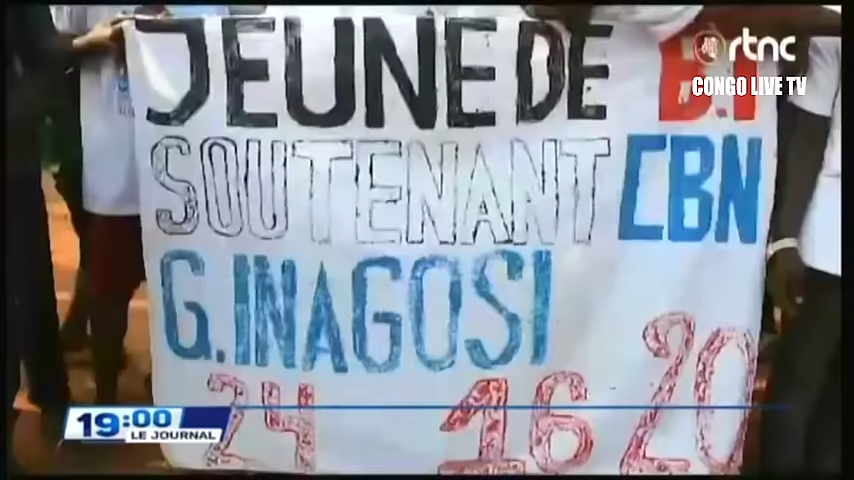 JEUNE DE
SOUTENANT CBN
G. INAGOSI
24 16 20
rtnc
CONGO LIVE TV
19:00
LE JOURNAL